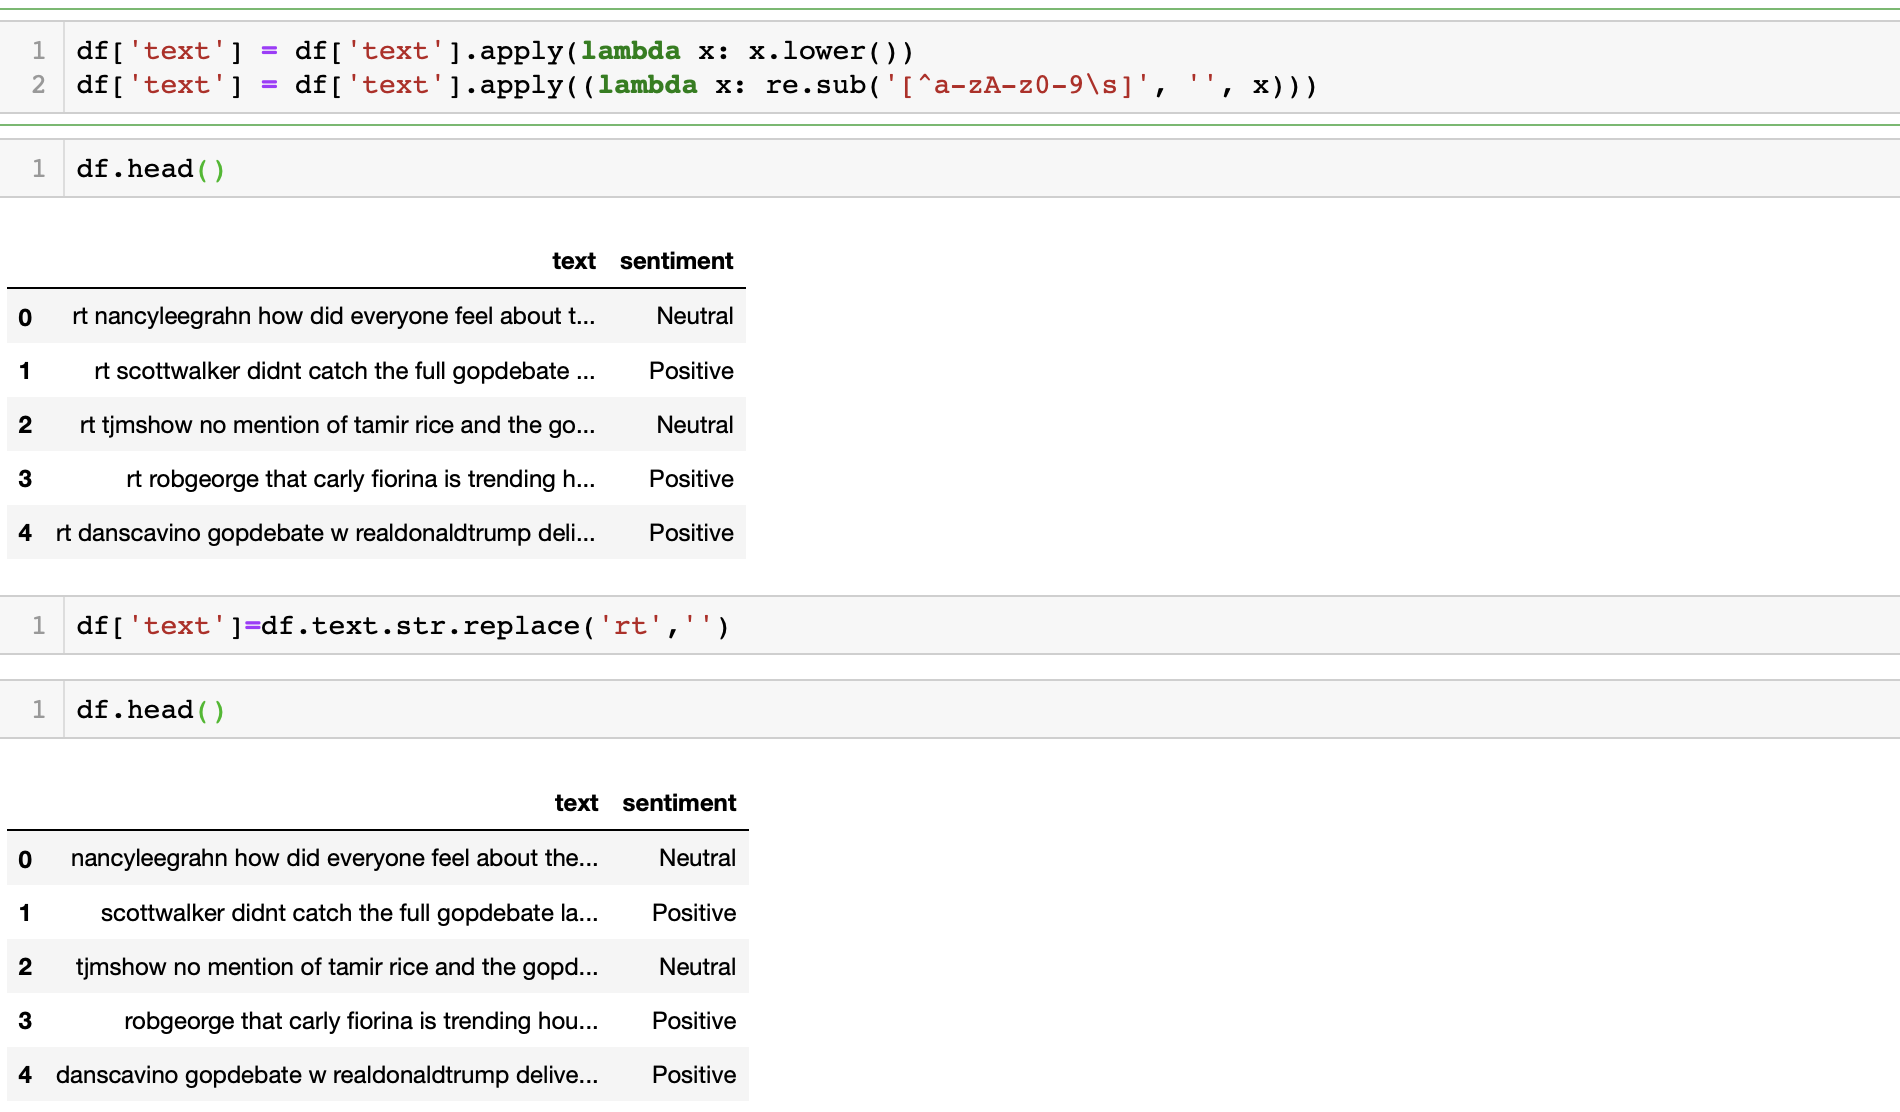 1 df['text'] = df['text'].apply(lambda x: x.lower())
2 df['text'] = df['text'].apply((lambda x: re.sub('[^a-zA-z0-9\s]', '', x)))
1 df.head()
text sentiment
0 rt nancyleegrahn how did everyone feel about t... Neutral
1 rt scottwalker didnt catch the full gopdebate ... Positive
2 rt tjmshow no mention of tamir rice and the go... Neutral
3 rt robgeorge that carly fiorina is trending h... Positive
4 rt danscavino gopdebate w realdonaldtrump deli... Positive
1 df['text']=df.text.str.replace('rt','')
1 df.head()
text sentiment
0 nancyleegrahn how did everyone feel about the... Neutral
1 scottwalker didnt catch the full gopdebate la... Positive
2 tjmshow no mention of tamir rice and the gopd... Neutral
3 robgeorge that carly fiorina is trending hou... Positive
4 danscavino gopdebate w realdonaldtrump delive... Positive